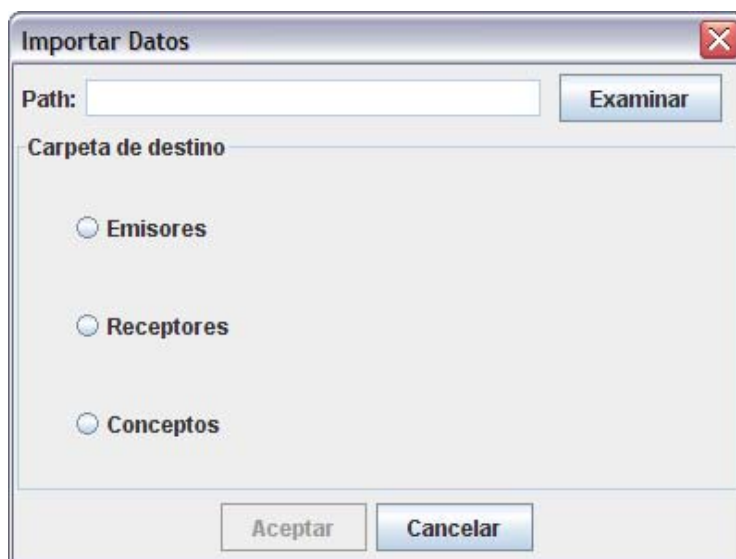 Importar Datos
Path: Examinar
Carpeta de destino
Emisores
Receptores
Conceptos
Aceptar Cancelar